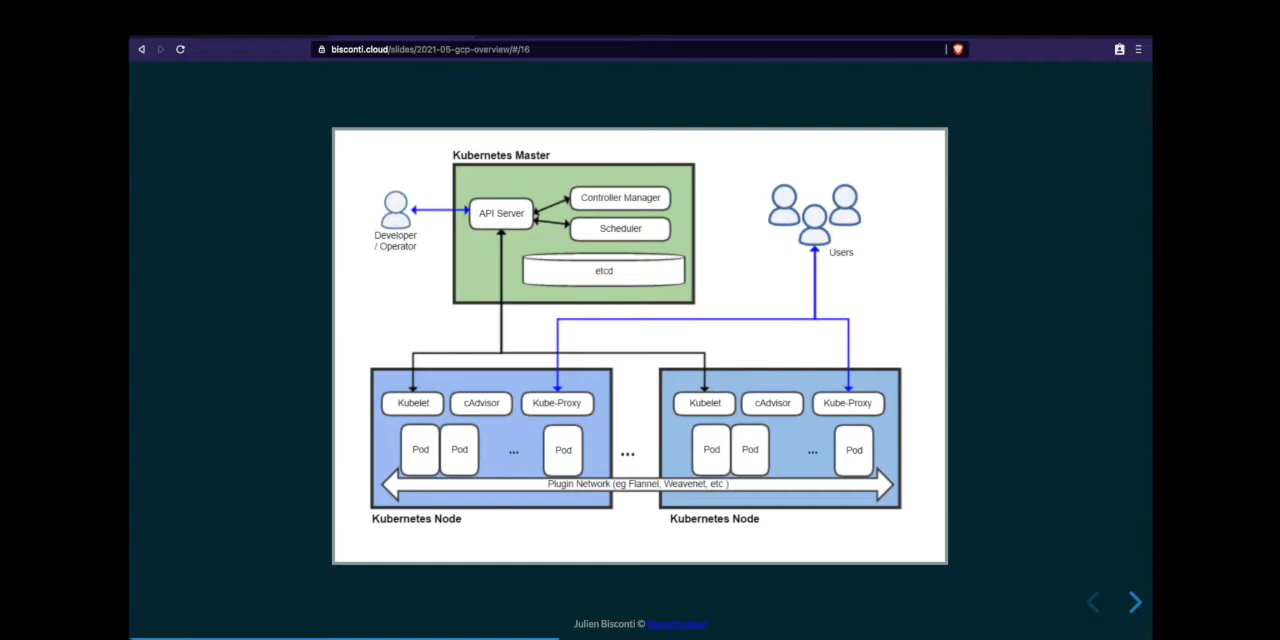 bisconti.cloud/slides/2021-05-gcp-overview/#/16
Kubernetes Master
API Server
Controller Manager
Scheduler
etcd
Developer
/ Operator
Users
Kubelet
cAdvisor
Kube-Proxy
Kubelet
cAdvisor
Kube-Proxy
Pod
Pod
...
Pod
...
Pod
Pod
...
Pod
Plugin Network (eg Flannel, Weavenet, etc )
Kubernetes Node
Kubernetes Node
Julien Bisconti © bisconti.cloud